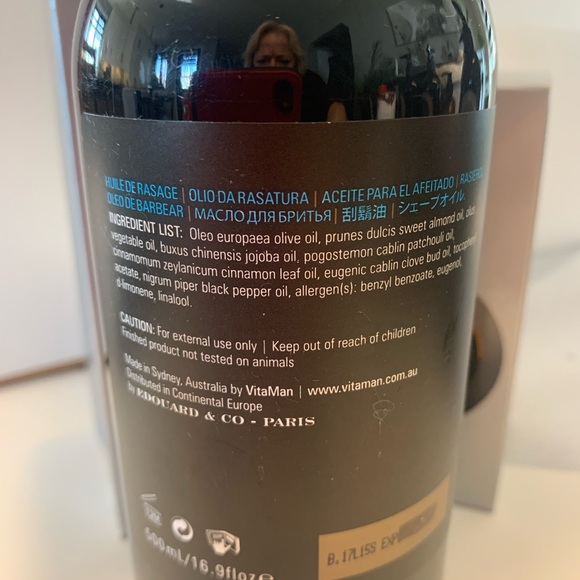 HUILE DE RASAGE | OLIO DA RASATURA | ACEITE PARA EL AFEITADO |
OLEO DE BARBEAR | МАСЛО ДЛЯ БРИТЬЯ | 刮鬍油 | シェーブオイル
INGREDIENT LIST: Oleo europaea olive oil, prunes dulcis sweet almond oil,
vegetable oil, buxus chinensis jojoba oil, pogostemon cablin patchouli oil,
cinnamomum zeylanicum cinnamon leaf oil, eugenic cablin clove bud oil,
acetate, nigrum piper black pepper oil, allergen(s): benzyl benzoate, eugenol,
d-limonene, linalool.
CAUTION: For external use only | Keep out of reach of children
Finished product not tested on animals
Made in Sydney, Australia by VitaMan | www.vitaman.com.au
Distributed in Continental Europe
by EDOUARD & CO - PARIS
500mL/16.9floz e
B.17L1SS EXP